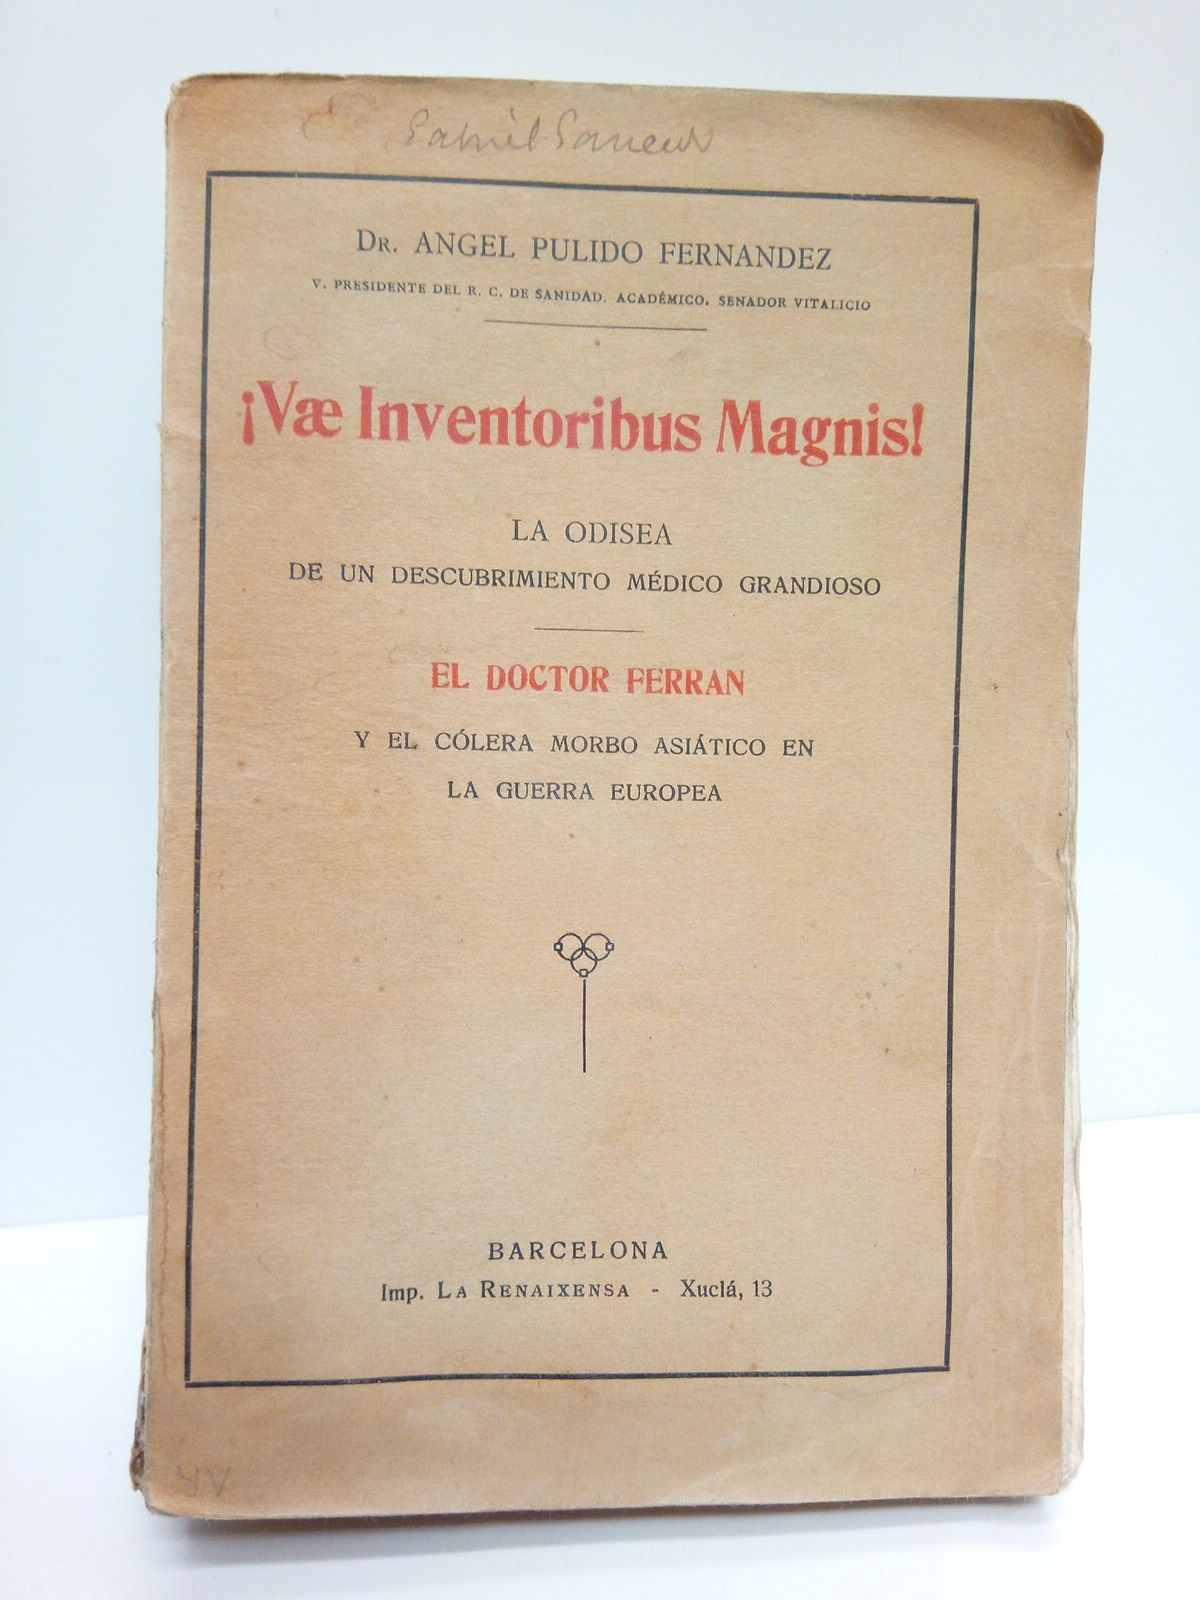 DR. ANGEL PULIDO FERNANDEZ
V. PRESIDENTE DEL R. C. DE SANIDAD. ACADÉMICO. SENADOR VITALICIO
¡Væ Inventoribus Magnis!
LA ODISEA
DE UN DESCUBRIMIENTO MÉDICO GRANDIOSO
EL DOCTOR FERRAN
Y EL CÓLERA MORBO ASIÁTICO EN
LA GUERRA EUROPEA
BARCELONA
Imp. LA RENAIXENSA - Xuclá, 13